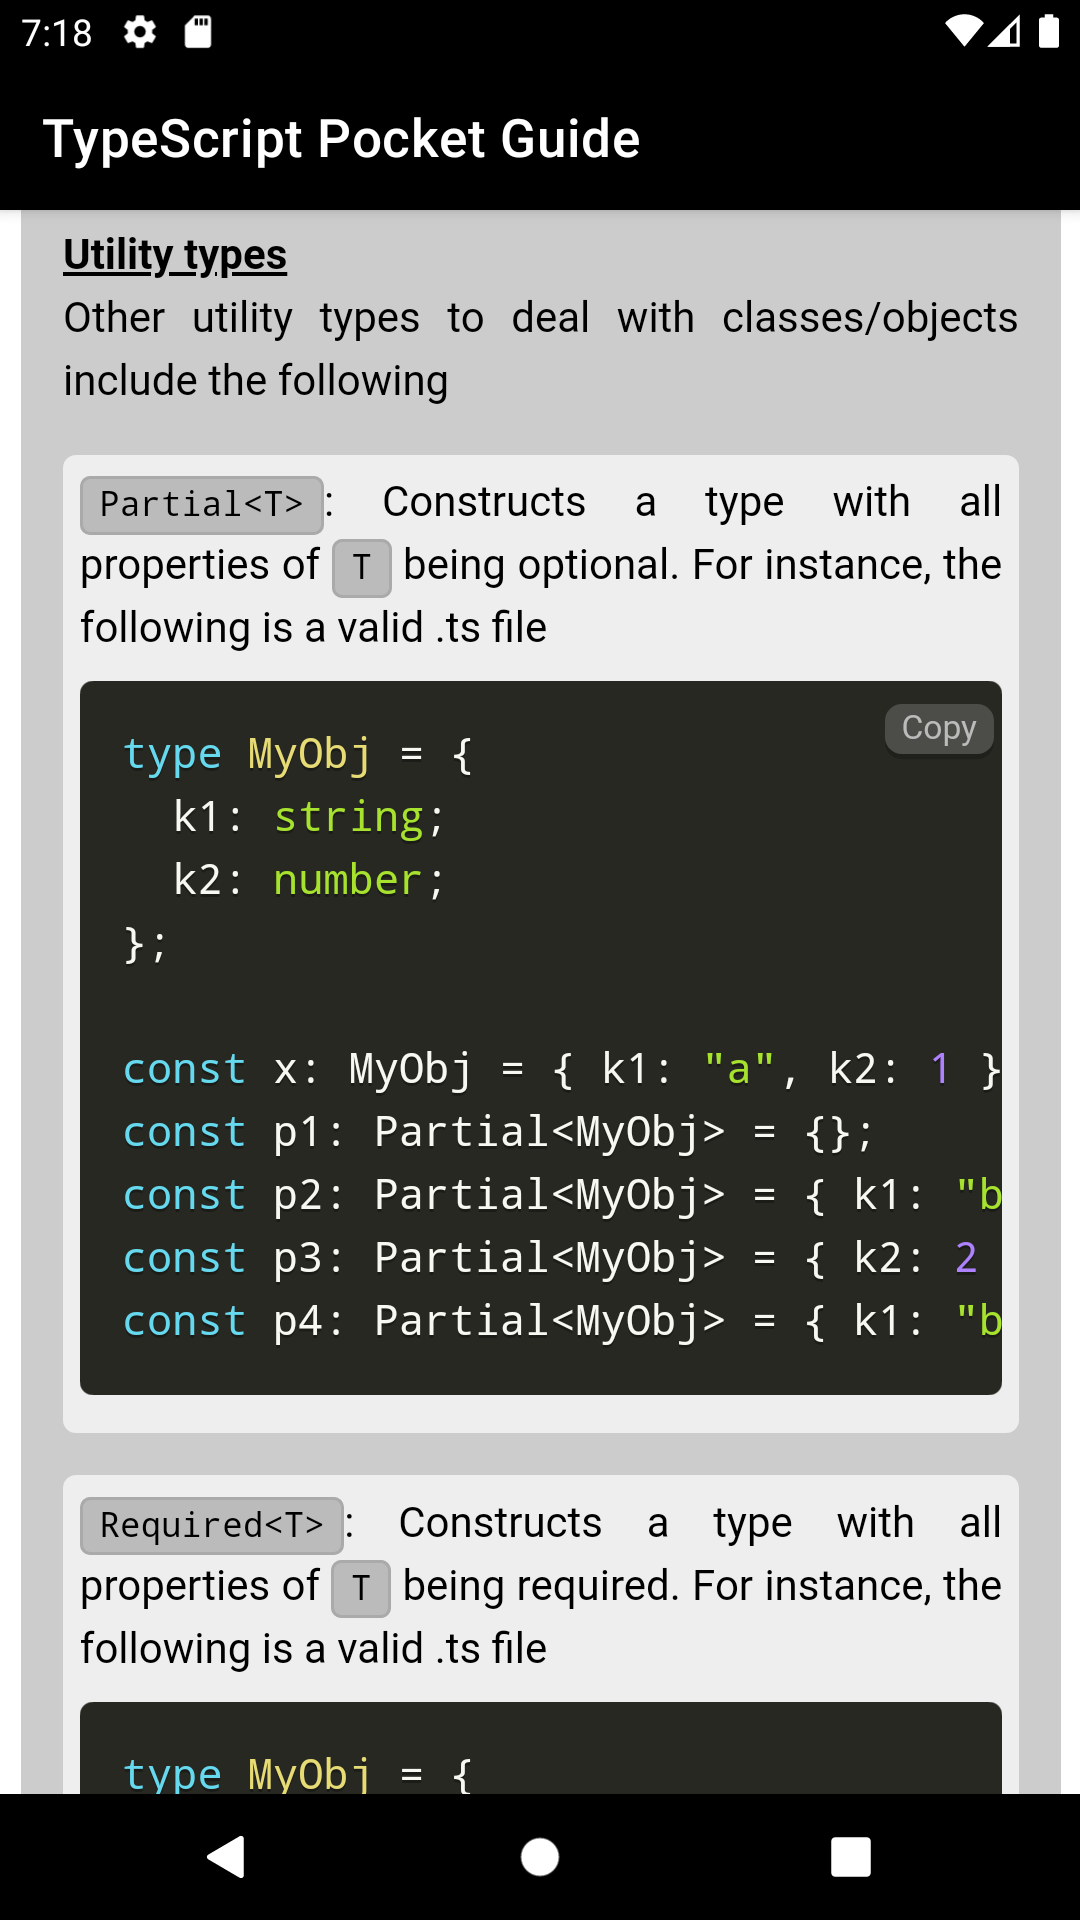 7:18
TypeScript Pocket Guide
Utility types
Other utility types to deal with classes/objects
include the following
Partial<T>: Constructs a type with all
properties of T being optional. For instance, the
following is a valid .ts file
Copy
type MyObj = {
  k1: string;
  k2: number;
};
const x: MyObj = { k1: "a", k2: 1 }
const p1: Partial<MyObj> = {};
const p2: Partial<MyObj> = { k1: "b
const p3: Partial<MyObj> = { k2: 2
const p4: Partial<MyObj> = { k1: "b
Required<T>: Constructs a type with all
properties of T being required. For instance, the
following is a valid .ts file
type MyObj = {